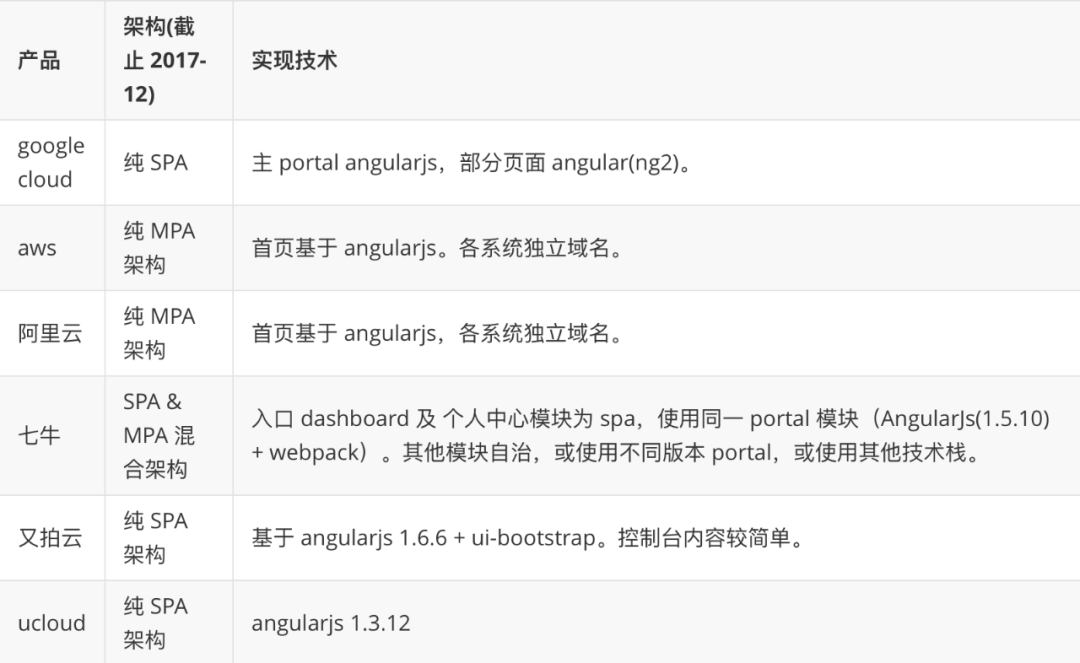 产品
架构(截
止 2017-
12)
实现技术
google
cloud
纯 SPA
主 portal angularjs，部分页面 angular(ng2)。
aws
纯 MPA
架构
首页基于 angularjs。各系统独立域名。
阿里云
纯 MPA
架构
首页基于 angularjs，各系统独立域名。
七牛
SPA &
MPA 混
合架构
入口 dashboard 及 个人中心模块为 spa，使用同一 portal 模块（AngularJs(1.5.10)
+ webpack）。其他模块自治，或使用不同版本 portal，或使用其他技术栈。
又拍云
纯 SPA
架构
基于 angularjs 1.6.6 + ui-bootstrap。控制台内容较简单。
ucloud
纯 SPA
架构
angularjs 1.3.12